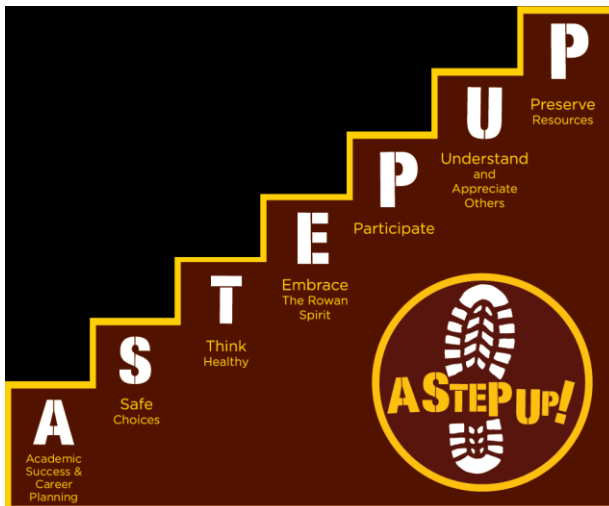 A
Academic
Success &
Career
Planning
S
Safe
Choices
T
Think
Healthy
E
Embrace
The Rowan
Spirit
P
Participate
U
Understand
and
Appreciate
Others
P
Preserve
Resources
A STEP UP!